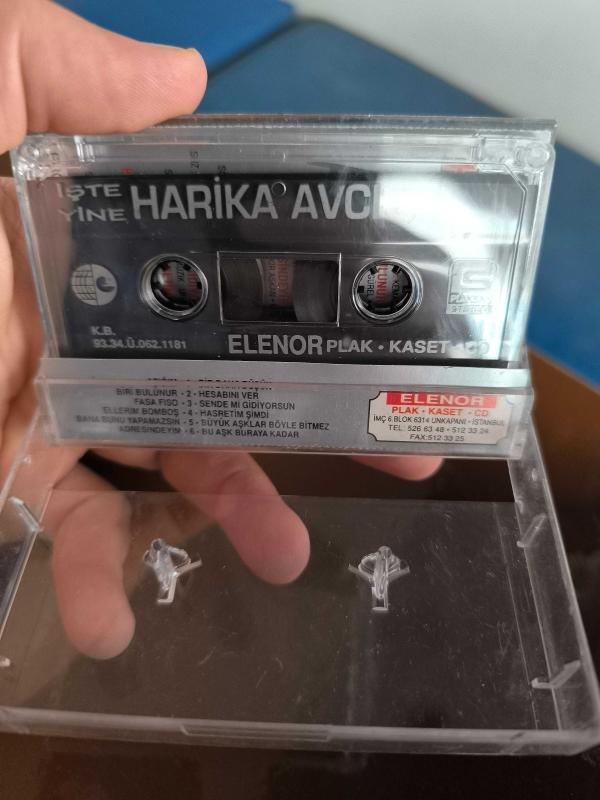 İŞTE
YİNE HARİKA AVCI
K.B.
93.34.Ü.062.1181
ELENOR PLAK • KASET • CD
STEREO
BİRİ BULUNUR • 2 - HESABINI VER
FASA FISO • 3 - SENDE Mİ GİDİYORSUN
ELLERİM BOMBOŞ • 4 - HASRETİM ŞİMDİ
BANA BUNU YAPAMAZSIN • 5 - BÜYÜK AŞKLAR BÖYLE BİTMEZ
ADRESİNDEYİM • 6 - BU AŞK BURAYA KADAR
ELENOR
PLAK - KASET - CD
İMÇ 6.BLOK 6314 UNKAPANI - İSTANBUL
TEL: 526 63 48 • 512 33 24
FAX:512 33 25